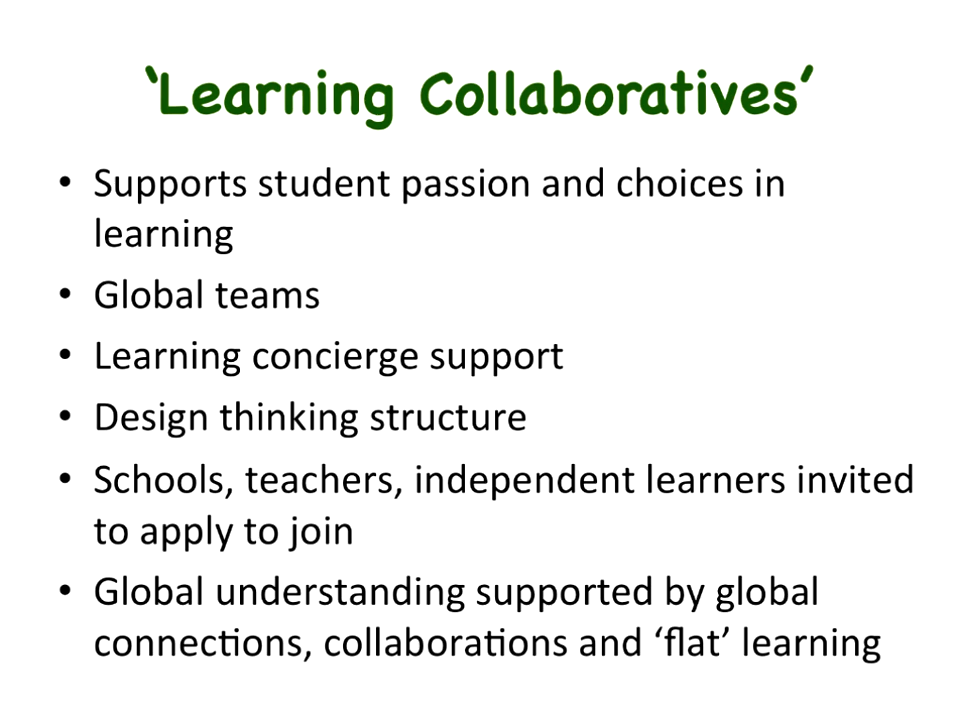 ‘Learning Collaboratives’
• Supports student passion and choices in
learning
• Global teams
• Learning concierge support
• Design thinking structure
• Schools, teachers, independent learners invited
to apply to join
• Global understanding supported by global
connections, collaborations and ‘flat’ learning